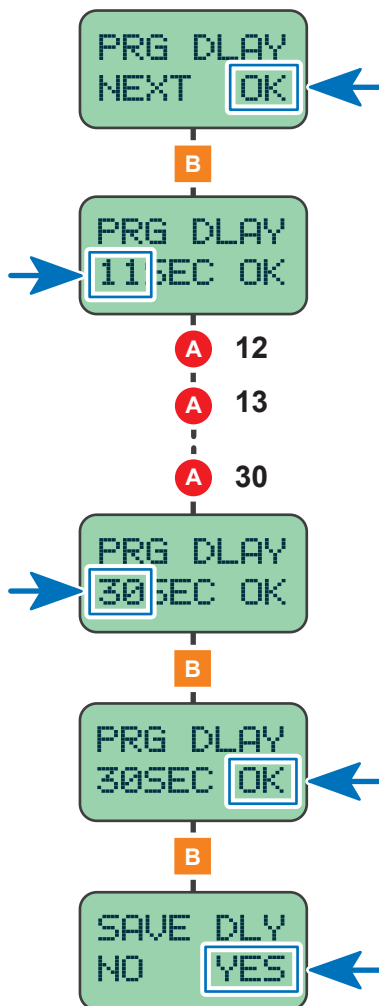 PRG DLAY
NEXT OK
B
PRG DLAY
11SEC OK
A 12
A 13
A 30
PRG DLAY
30SEC OK
B
PRG DLAY
30SEC OK
B
SAVE DLY
NO YES